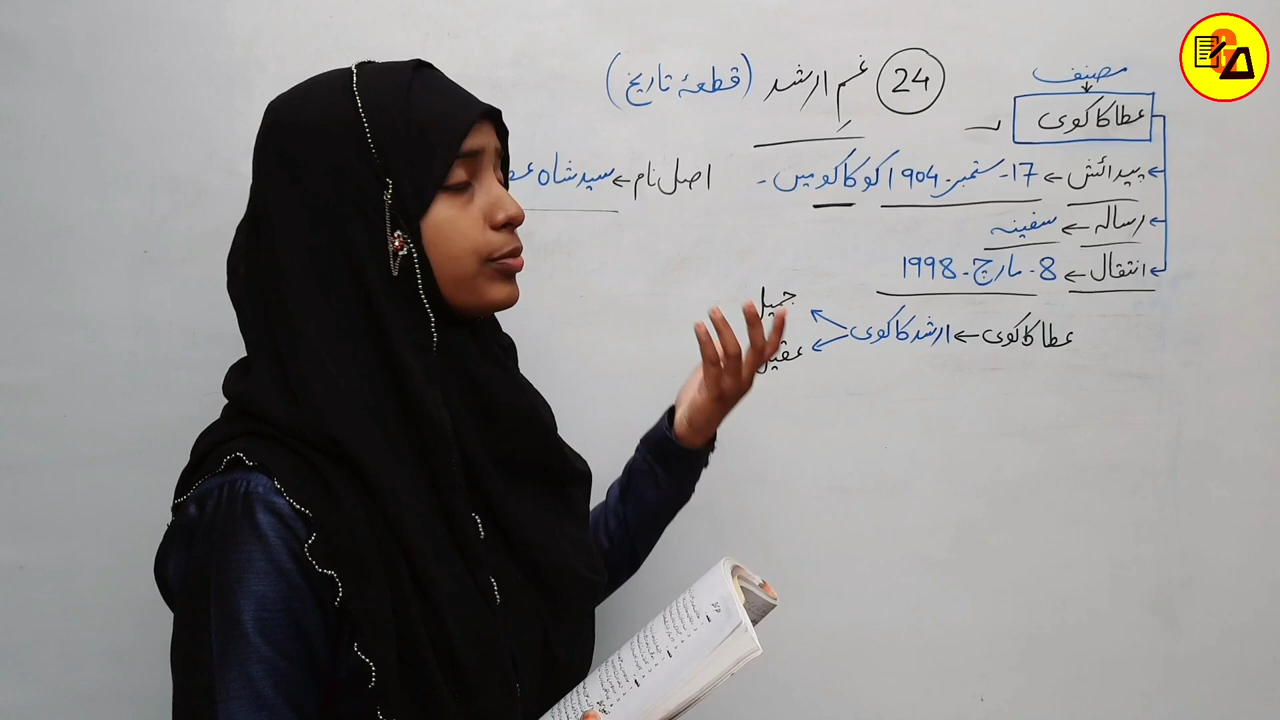 24 غمِ ارشد (قطعۂ تاریخ)
مصنف
عطا کاکوی
پیدائش ← 17 - ستمبر - 1904 کو کاکو میں -
اصل نام ← سید شاہ
رسالہ ← سفینہ
انتقال ← 8 - مارچ - 1998
عطا کاکوی ← ارشد کاکوی
جمیل
عقیل